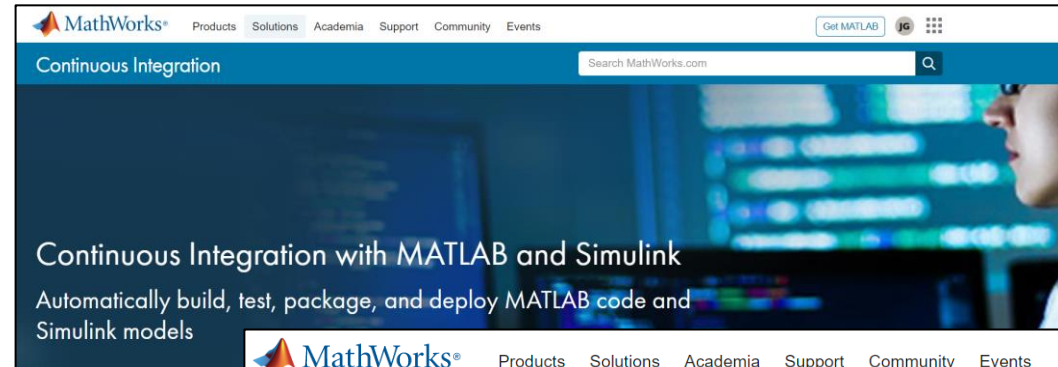 MathWorks® Products Solutions Academia Support Community Events Get MATLAB JG
Continuous Integration Search MathWorks.com
Continuous Integration with MATLAB and Simulink
Automatically build, test, package, and deploy MATLAB code and
Simulink models
MathWorks® Products Solutions Academia Support Community Events